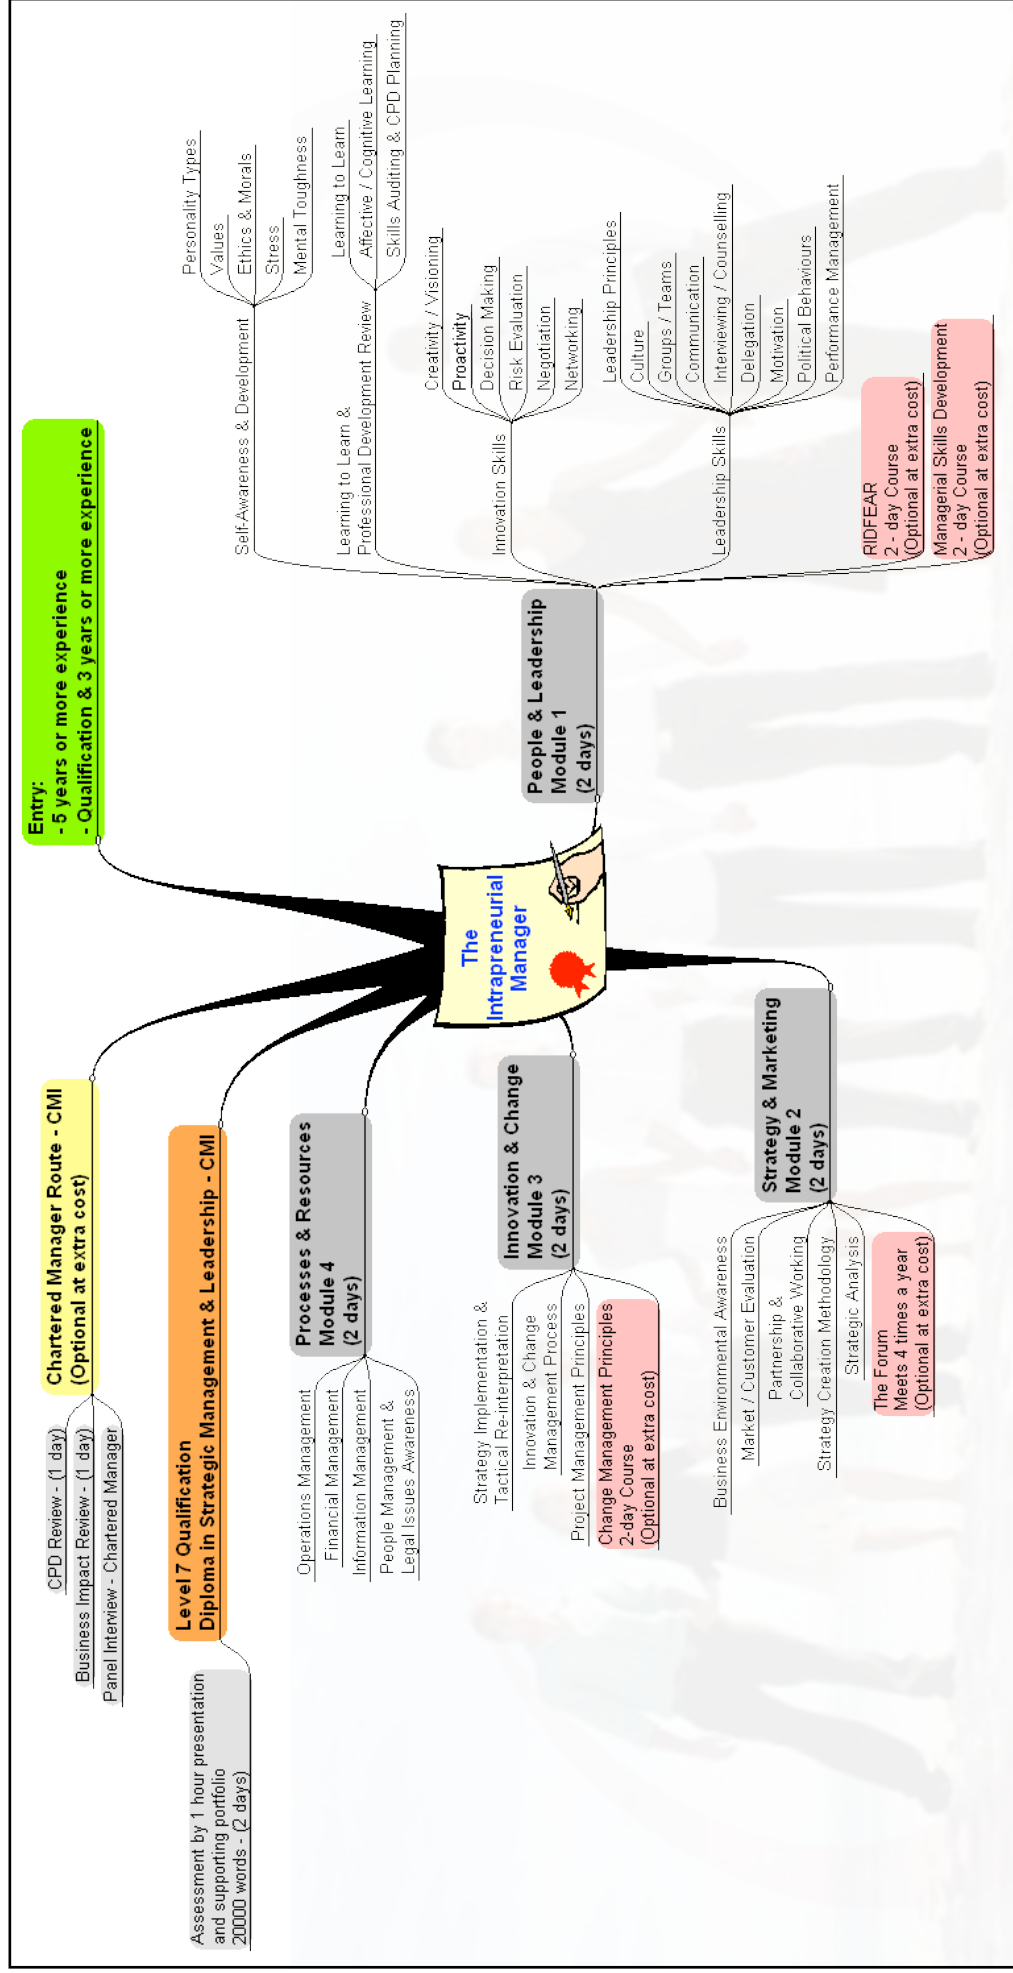 The
Intrapreneurial
Manager
Entry:
- 5 years or more experience
- Qualification & 3 years or more experience
People & Leadership
Module 1
(2 days)
Self-Awareness & Development
Personality Types
Values
Ethics & Morals
Stress
Mental Toughness
Learning to Learn &
Professional Development Review
Learning to Learn
Affective / Cognitive Learning
Skills Auditing & CPD Planning
Innovation Skills
Creativity / Visioning
Proactivity
Decision Making
Risk Evaluation
Negotiation
Networking
Leadership Skills
Leadership Principles
Culture
Groups / Teams
Communication
Interviewing / Counselling
Delegation
Motivation
Political Behaviours
Performance Management
RIDFEAR
2 - day Course
(Optional at extra cost)
Managerial Skills Development
2 - day Course
(Optional at extra cost)
Strategy & Marketing
Module 2
(2 days)
Business Environmental Awareness
Market / Customer Evaluation
Partnership &
Collaborative Working
Strategy Creation Methodology
Strategic Analysis
The Forum
Meets 4 times a year
(Optional at extra cost)
Innovation & Change
Module 3
(2 days)
Strategy Implementation &
Tactical Re-interpretation
Innovation & Change
Management Process
Project Management Principles
Change Management Principles
2-day Course
(Optional at extra cost)
Processes & Resources
Module 4
(2 days)
Operations Management
Financial Management
Information Management
People Management &
Legal Issues Awareness
Level 7 Qualification
Diploma in Strategic Management & Leadership - CMI
Assessment by 1 hour presentation
and supporting portfolio
20000 words - (2 days)
Chartered Manager Route - CMI
(Optional at extra cost)
CPD Review - (1 day)
Business Impact Review - (1 day)
Panel Interview - Chartered Manager